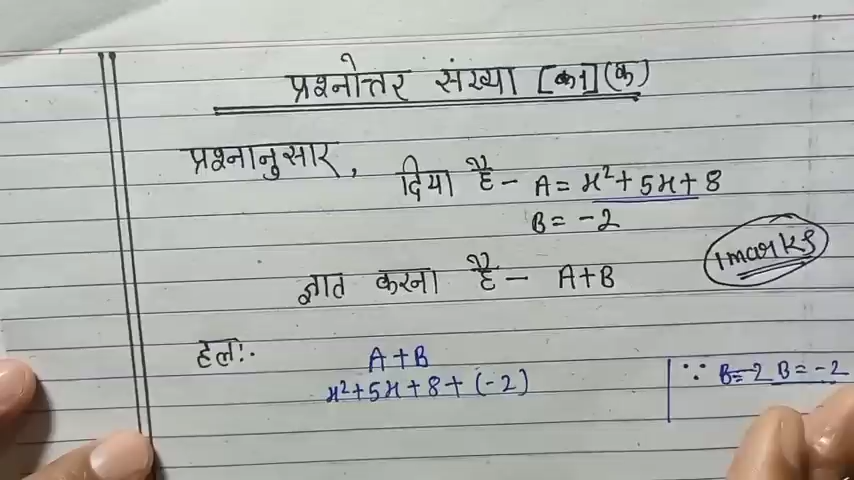 प्रश्नोत्तर संख्या [क1] (क)
प्रश्नानुसार,
दिया है - A = x² + 5x + 8
B = -2
1marks
ज्ञात करना है - A+B
हल:-
A+B
x²+5x+8+(-2)
∵ B=-2 B = -2